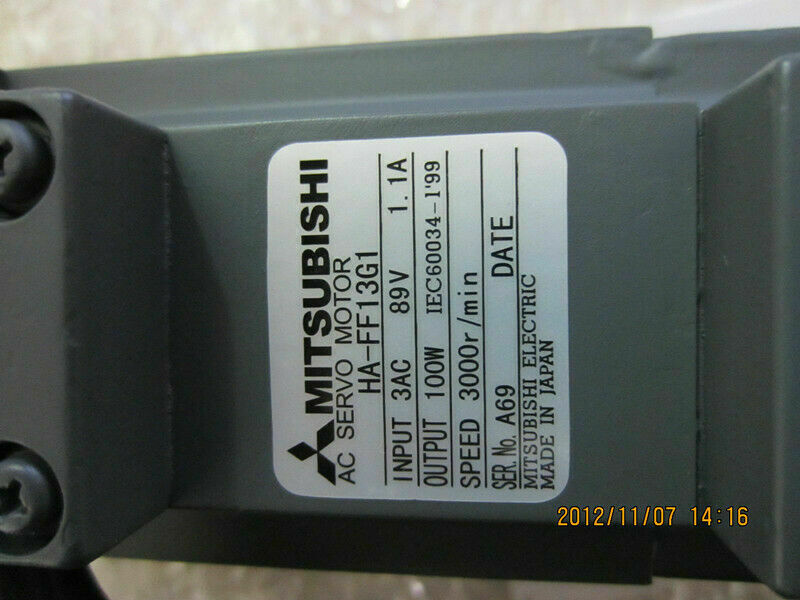 MITSUBISHI
AC SERVO MOTOR
HA-FF13G1
INPUT 3AC 89V 1.1A
OUTPUT 100W IEC60034-1'99
SPEED 3000r/min
SER.No. A69 DATE
MITSUBISHI ELECTRIC
MADE IN JAPAN
2012/11/07 14:16